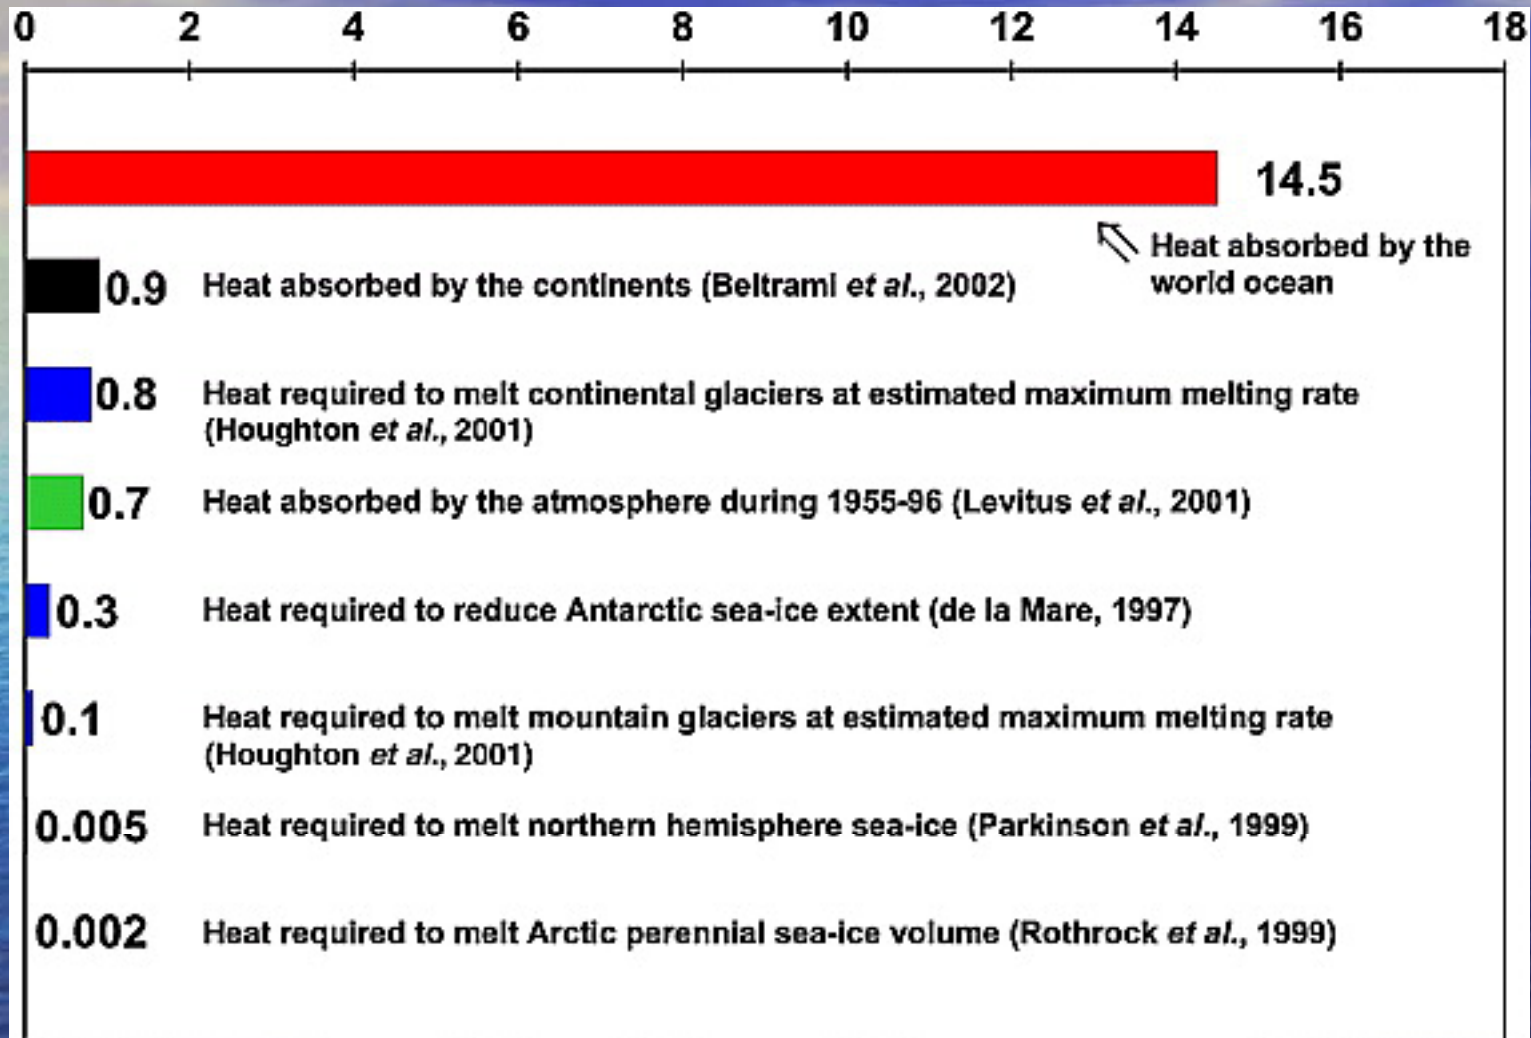 0 2 4 6 8 10 12 14 16 18
14.5
Heat absorbed by the
world ocean
0.9 Heat absorbed by the continents (Beltrami et al., 2002)
0.8 Heat required to melt continental glaciers at estimated maximum melting rate
(Houghton et al., 2001)
0.7 Heat absorbed by the atmosphere during 1955-96 (Levitus et al., 2001)
0.3 Heat required to reduce Antarctic sea-ice extent (de la Mare, 1997)
0.1 Heat required to melt mountain glaciers at estimated maximum melting rate
(Houghton et al., 2001)
0.005 Heat required to melt northern hemisphere sea-ice (Parkinson et al., 1999)
0.002 Heat required to melt Arctic perennial sea-ice volume (Rothrock et al., 1999)